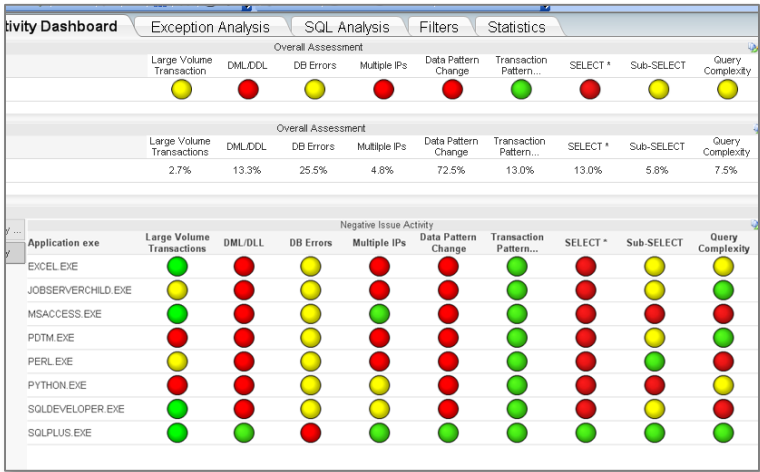 tivity Dashboard Exception Analysis SQL Analysis Filters Statistics
Overall Assessment
Large Volume Transaction DML/DDL DB Errors Multiple IPs Data Pattern Change Transaction Pattern... SELECT * Sub-SELECT Query Complexity
Overall Assessment
Large Volume Transactions DML/DDL DB Errors Multilple IPs Data Pattern Change Transaction Pattern... SELECT * Sub-SELECT Query Complexity
2.7% 13.3% 25.5% 4.8% 72.5% 13.0% 13.0% 5.8% 7.5%
Negative Issue Activity
y ...
y
Application exe Large Volume Transactions DML/DLL DB Errors Multiple IPs Data Pattern Change Transaction Pattern... SELECT * Sub-SELECT Query Complexity
EXCEL.EXE
JOBSERVERCHILD.EXE
MSACCESS.EXE
PDTM.EXE
PERL.EXE
PYTHON.EXE
SQLDEVELOPER.EXE
SQLPLUS.EXE